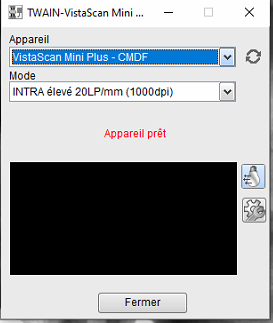 TWAIN-VistaScan Mini ...
Appareil
VistaScan Mini Plus - CMDF
Mode
INTRA élevé 20LP/mm (1000dpi)
Appareil prêt
Fermer